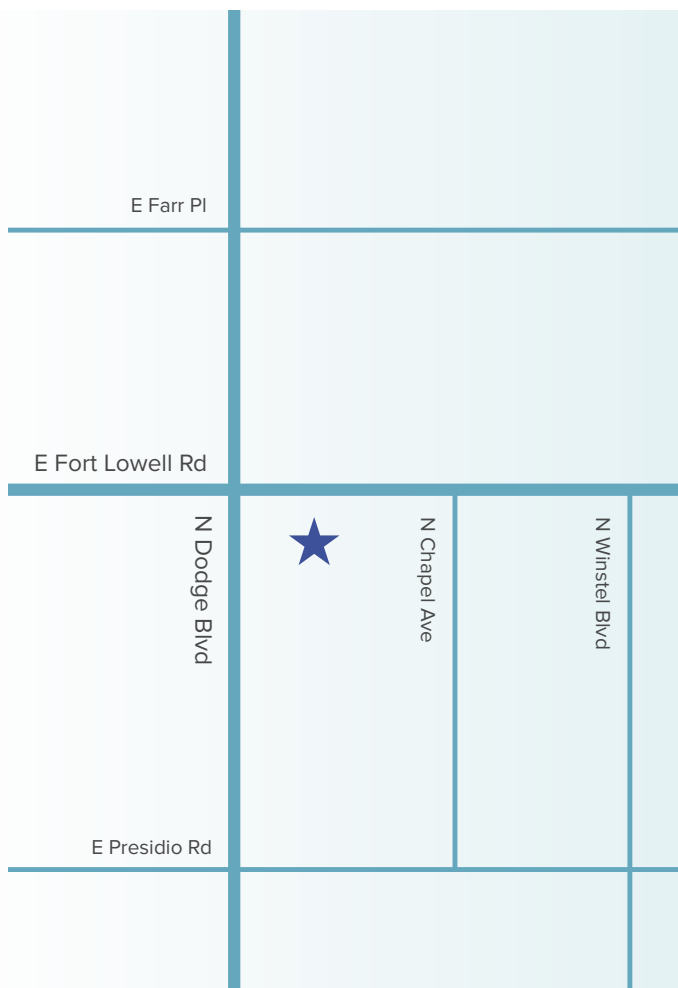 E Farr Pl
E Fort Lowell Rd
N Dodge Blvd
N Chapel Ave
N Winstel Blvd
E Presidio Rd